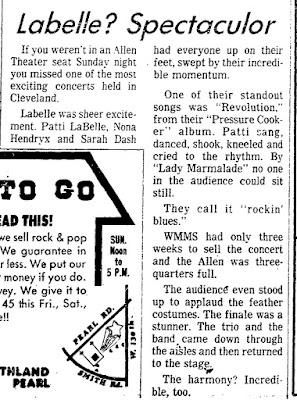 Labelle? Spectaculor
If you weren't in an Allen
Theater seat Sunday night
you missed one of the most
exciting concerts held in
Cleveland.
Labelle was sheer excite-
ment. Patti LaBelle, Nona
Hendryx and Sarah Dash
had everyone up on their
feet, swept by their incredi-
ble momentum.
One of their standout
songs was "Revolution,"
from their "Pressure Cook-
er" album. Patti sang,
danced, shook, kneeled and
cried to the rhythm. By
"Lady Marmalade" no one
in the audience could sit
still.
They call it "rockin'
blues."
WMMS had only three
weeks to sell the concert
and the Allen was three-
quarters full.
The audience even stood
up to applaud the feather
costumes. The finale was a
stunner. The trio and the
band came down through
the aisles and then returned
to the stage.
The harmony? Incredi-
ble, too.
TO GO
EAD THIS!
we sell rock & pop
We guarantee in
r less. We put our
money if you do.
vey. We give it to
45 this Fri., Sat.,
e!!
SUN.
Noon
to
5 P.M.
PEARL RD.
W. 130th
SMITH Rd.
THLAND
PEARL